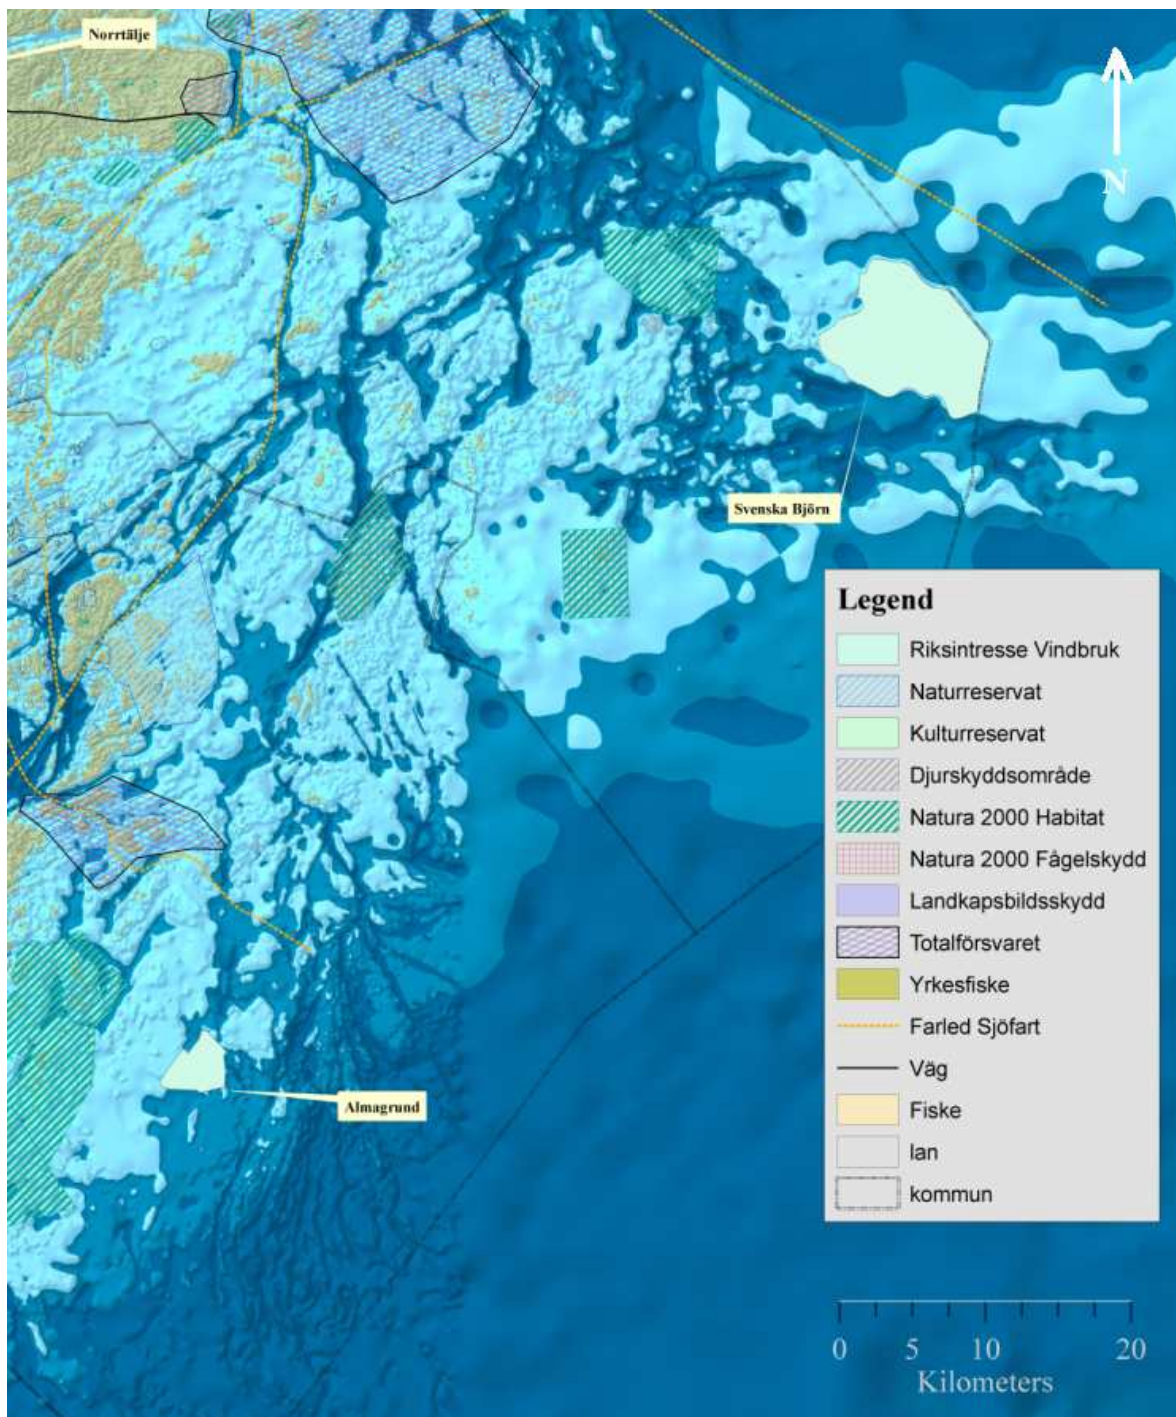 Norrtälje
N
Svenska Björn
Legend
Riksintresse Vindbruk
Naturreservat
Kulturreservat
Djurskyddsområde
Natura 2000 Habitat
Natura 2000 Fågelskydd
Landkapsbildsskydd
Totalförsvaret
Yrkesfiske
Farled Sjöfart
Väg
Fiske
lan
kommun
Almagrund
0 5 10 20
Kilometers